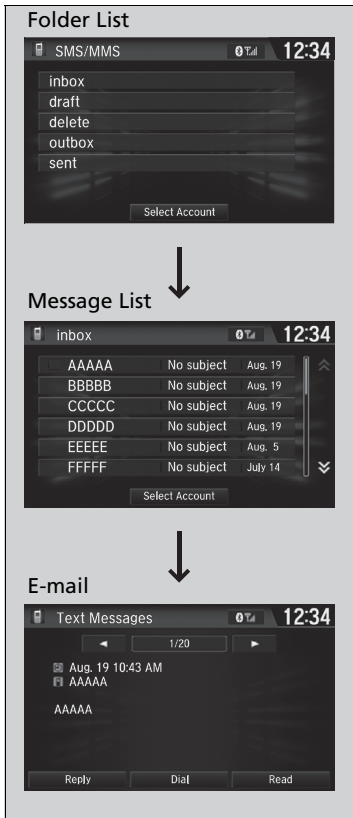 Folder List
SMS/MMS 12:34
inbox
draft
delete
outbox
sent
Select Account
Message List
inbox 12:34
AAAAA No subject Aug. 19
BBBBB No subject Aug. 19
CCCCC No subject Aug. 19
DDDDD No subject Aug. 19
EEEEE No subject Aug. 5
FFFFF No subject July 14
Select Account
E-mail
Text Messages 12:34
1/20
Aug. 19 10:43 AM
AAAAA
AAAAA
Reply Dial Read